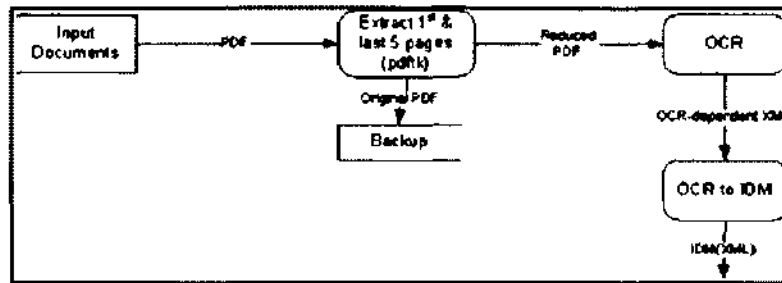 Input
Documents
PDF
Extract 1st &
last 5 pages
(.pdftk)
Reduced
PDF
OCR
Original PDF
Backup
OCR-dependent XM
OCR to IDM
IDM(XML)